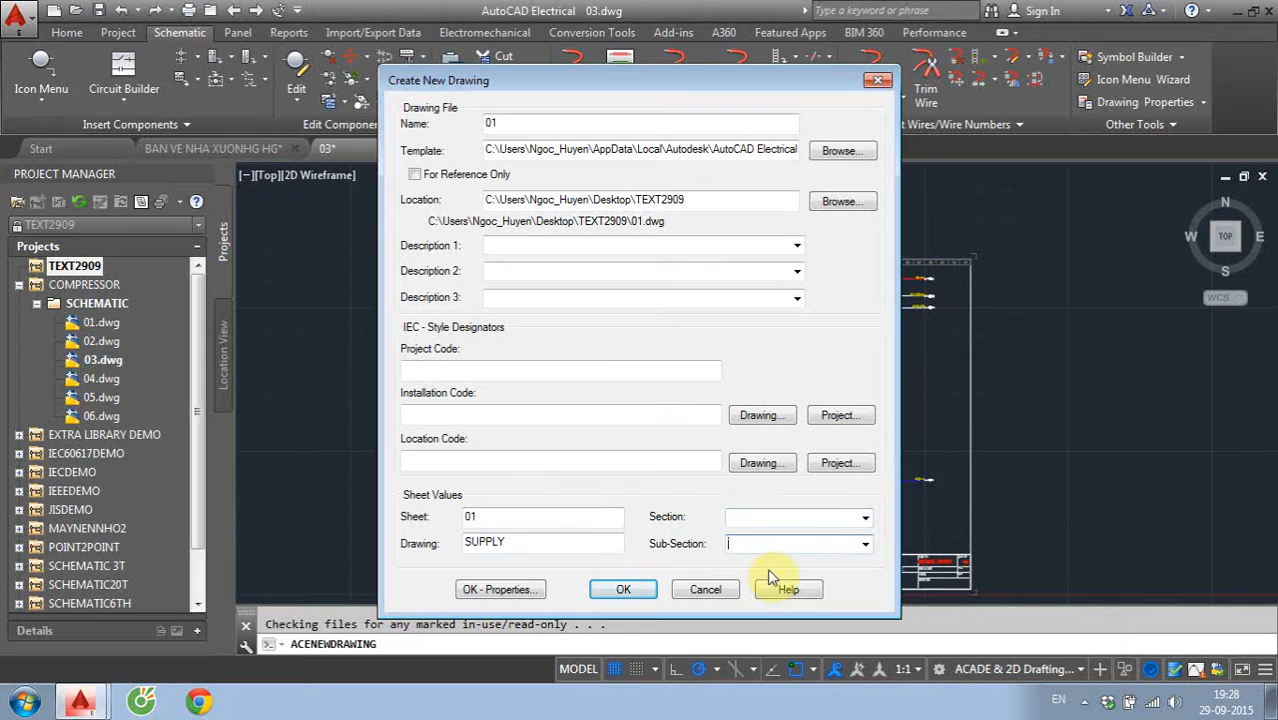 AutoCAD Electrical 03.dwg
Type a keyword or phrase
Sign In
E
Home Project Schematic Panel Reports Import/Export Data Electromechanical Conversion Tools Add-ins A360 Featured Apps BIM 360 Performance
Icon Menu
Circuit Builder
Edit
Cut
Trim
Wire
Symbol Builder
Icon Menu Wizard
Drawing Properties
Insert Components
Edit Compone
t Wires/Wire Numbers
Other Tools
Start
BAN VE NHA XUONHG HG*
03*
PROJECT MANAGER
TEXT2909
Projects
TEXT2909
COMPRESSOR
SCHEMATIC
01.dwg
02.dwg
03.dwg
04.dwg
05.dwg
06.dwg
EXTRA LIBRARY DEMO
IEC60617DEMO
IECDEMO
IEEEDEMO
JISDEMO
MAYNENNHO2
POINT2POINT
SCHEMATIC 3T
SCHEMATIC20T
SCHEMATIC6TH
Details
Projects
Location View
[−][Top][2D Wireframe]
N
W TOP E
S
WCS
Create New Drawing
Drawing File
Name: 01
Template: C:\Users\Ngoc_Huyen\AppData\Local\Autodesk\AutoCAD Electrical Browse...
For Reference Only
Location: C:\Users\Ngoc_Huyen\Desktop\TEXT2909 Browse...
C:\Users\Ngoc_Huyen\Desktop\TEXT2909\01.dwg
Description 1:
Description 2:
Description 3:
IEC - Style Designators
Project Code:
Installation Code:
Drawing... Project...
Location Code:
Drawing... Project...
Sheet Values
Sheet: 01 Section:
Drawing: SUPPLY Sub-Section:
OK - Properties... OK Cancel Help
Checking files for any marked in-use/read-only . . .
ACENEWDRAWING
MODEL 1:1 ACADE & 2D Drafting...
EN
19:28
29-09-2015